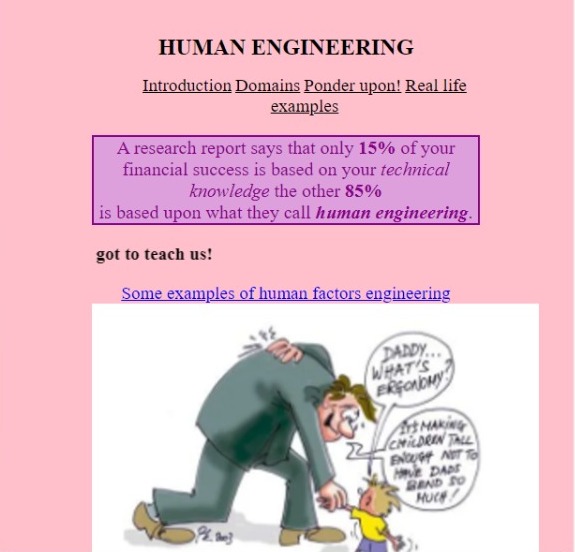 HUMAN ENGINEERING
Introduction Domains Ponder upon! Real life
examples
A research report says that only 15% of your
financial success is based on your technical
knowledge the other 85%
is based upon what they call human engineering.
got to teach us!
Some examples of human factors engineering
DADDY...
WHAT'S
ERGONOMY?
IT'S MAKING
CHILDREN TALL
ENOUGH NOT TO
HAVE DADS
BEND SO
MUCH!
2003